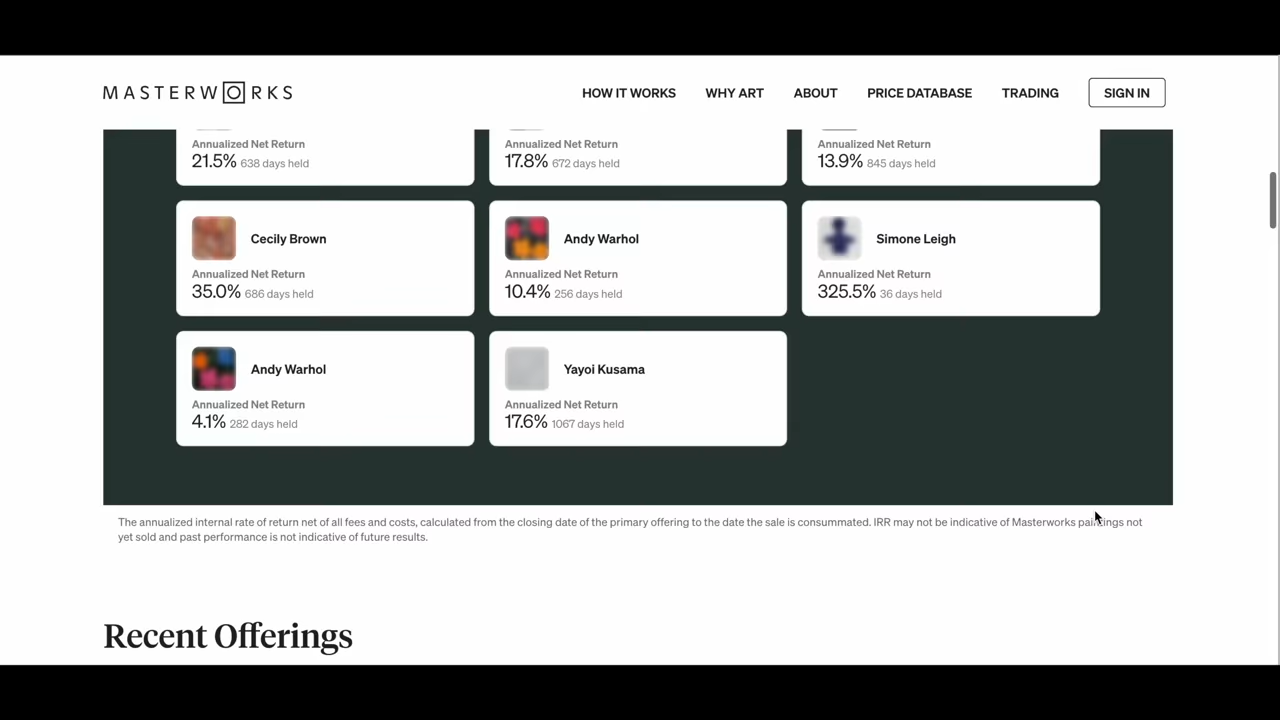 MASTERWORKS
HOW IT WORKS WHY ART ABOUT PRICE DATABASE TRADING SIGN IN
Annualized Net Return
21.5% 638 days held
Annualized Net Return
17.8% 672 days held
Annualized Net Return
13.9% 845 days held
Cecily Brown
Annualized Net Return
35.0% 686 days held
Andy Warhol
Annualized Net Return
10.4% 256 days held
Simone Leigh
Annualized Net Return
325.5% 36 days held
Andy Warhol
Annualized Net Return
4.1% 282 days held
Yayoi Kusama
Annualized Net Return
17.6% 1067 days held
The annualized internal rate of return net of all fees and costs, calculated from the closing date of the primary offering to the date the sale is consummated. IRR may not be indicative of Masterworks paintings not
yet sold and past performance is not indicative of future results.
Recent Offerings